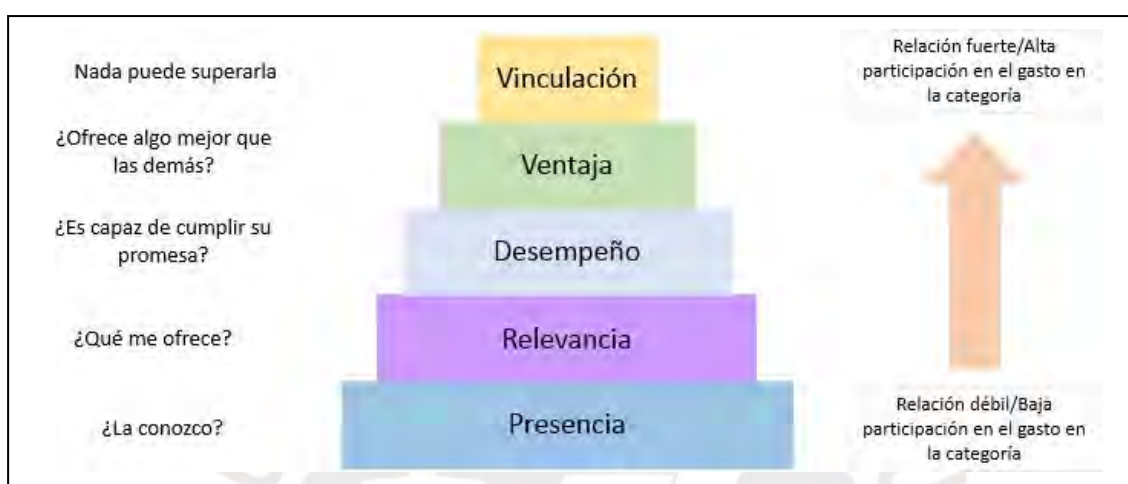 Nada puede superarla
Vinculación
Relación fuerte/Alta
participación en el gasto en
la categoría
¿Ofrece algo mejor que
las demás?
Ventaja
¿Es capaz de cumplir su
promesa?
Desempeño
¿Qué me ofrece?
Relevancia
¿La conozco?
Presencia
Relación débil/Baja
participación en el gasto en
la categoría